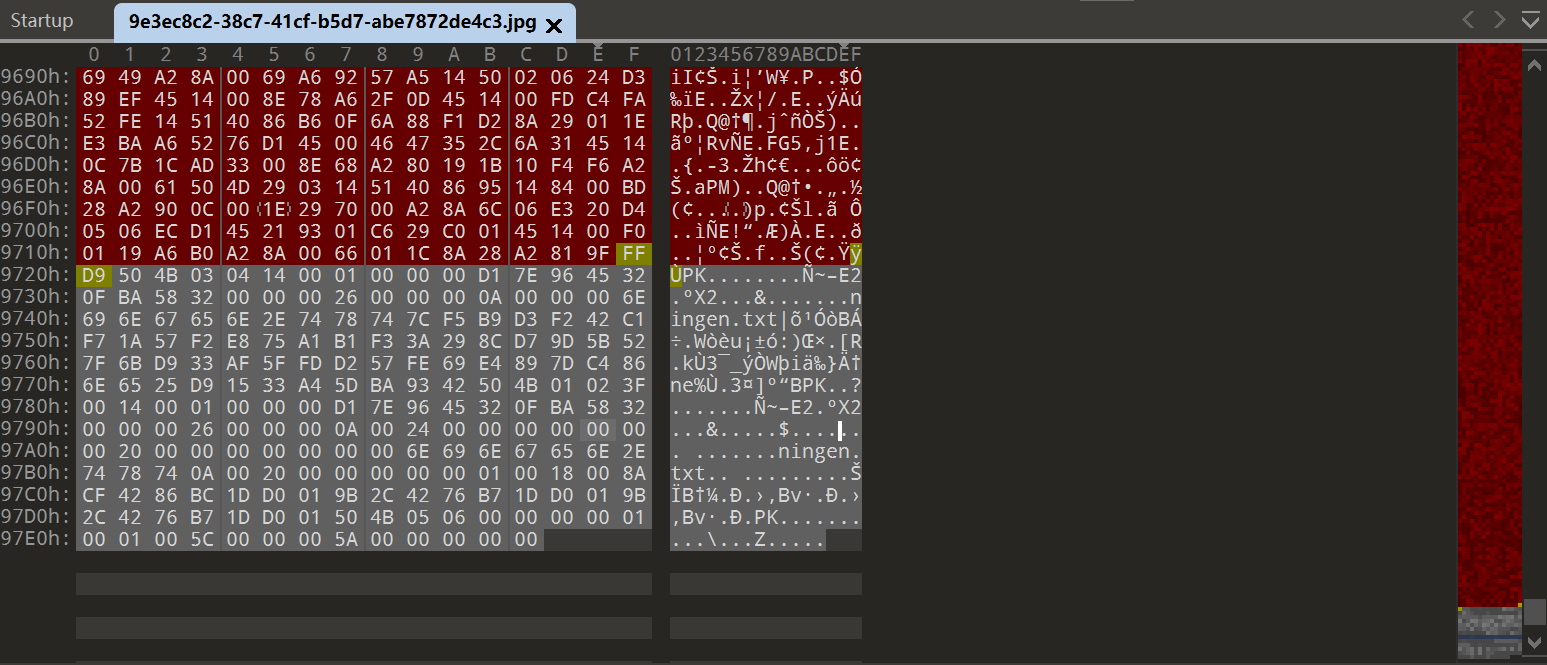 Startup 9e3ec8c2-38c7-41cf-b5d7-abe7872de4c3.jpg
0 1 2 3 4 5 6 7 8 9 A B C D E F 0123456789ABCDEF
9690h: 69 49 A2 8A 00 69 A6 92 57 A5 14 50 02 06 24 D3 iI¢Š.i¦’W¥.P..$Ó
96A0h: 89 EF 45 14 00 8E 78 A6 2F 0D 45 14 00 FD C4 FA ‰ïE..Žx¦/.E..ýÄú
96B0h: 52 FE 14 51 40 86 B6 0F 6A 88 F1 D2 8A 29 01 1E Rþ.Q@†¶.jˆñÒŠ)..
96C0h: E3 BA A6 52 76 D1 45 00 46 47 35 2C 6A 31 45 14 ãº¦RvÑE.FG5,j1E.
96D0h: 0C 7B 1C AD 33 00 8E 68 A2 80 19 1B 10 F4 F6 A2 .{.-3.Žh¢€...ôö¢
96E0h: 8A 00 61 50 4D 29 03 14 51 40 86 95 14 84 00 BD Š.aPM)..Q@†•.„.½
96F0h: 28 A2 90 0C 00 1E 29 70 00 A2 8A 6C 06 E3 20 D4 (¢....)p.¢Šl.ã Ô
9700h: 05 06 EC D1 45 21 93 01 C6 29 C0 01 45 14 00 F0 ..ìÑE!“.Æ)À.E..ð
9710h: 01 19 A6 B0 A2 8A 00 66 01 1C 8A 28 A2 81 9F FF ..¦º¢Š.f..Š(¢.Ÿÿ
9720h: D9 50 4B 03 04 14 00 01 00 00 00 D1 7E 96 45 32 ÙPK........Ñ~–E2
9730h: 0F BA 58 32 00 00 00 26 00 00 00 0A 00 00 00 6E .ºX2...&.......n
9740h: 69 6E 67 65 6E 2E 74 78 74 7C F5 B9 D3 F2 42 C1 ingen.txt|õ¹ÓòBÁ
9750h: F7 1A 57 F2 E8 75 A1 B1 F3 3A 29 8C D7 9D 5B 52 ÷.Wòèu¡±ó:)Œ×.[R
9760h: 7F 6B D9 33 AF 5F FD D2 57 FE 69 E4 89 7D C4 86 .kÙ3¯_ýÒWþiä‰}Ä†
9770h: 6E 65 25 D9 15 33 A4 5D BA 93 42 50 4B 01 02 3F ne%Ù.3¤]º“BPK..?
9780h: 00 14 00 01 00 00 00 D1 7E 96 45 32 0F BA 58 32 .......Ñ~–E2.ºX2
9790h: 00 00 00 26 00 00 00 0A 00 24 00 00 00 00 00 00 ...&.....$......
97A0h: 00 20 00 00 00 00 00 00 00 6E 69 6E 67 65 6E 2E . .......ningen.
97B0h: 74 78 74 0A 00 20 00 00 00 00 00 01 00 18 00 8A txt.. .........Š
97C0h: CF 42 86 BC 1D D0 01 9B 2C 42 76 B7 1D D0 01 9B ÏB†¼.Ð.›,Bv·.Ð.›
97D0h: 2C 42 76 B7 1D D0 01 50 4B 05 06 00 00 00 00 01 ,Bv·.Ð.PK.......
97E0h: 00 01 00 5C 00 00 00 5A 00 00 00 00 00 ...\...Z.....